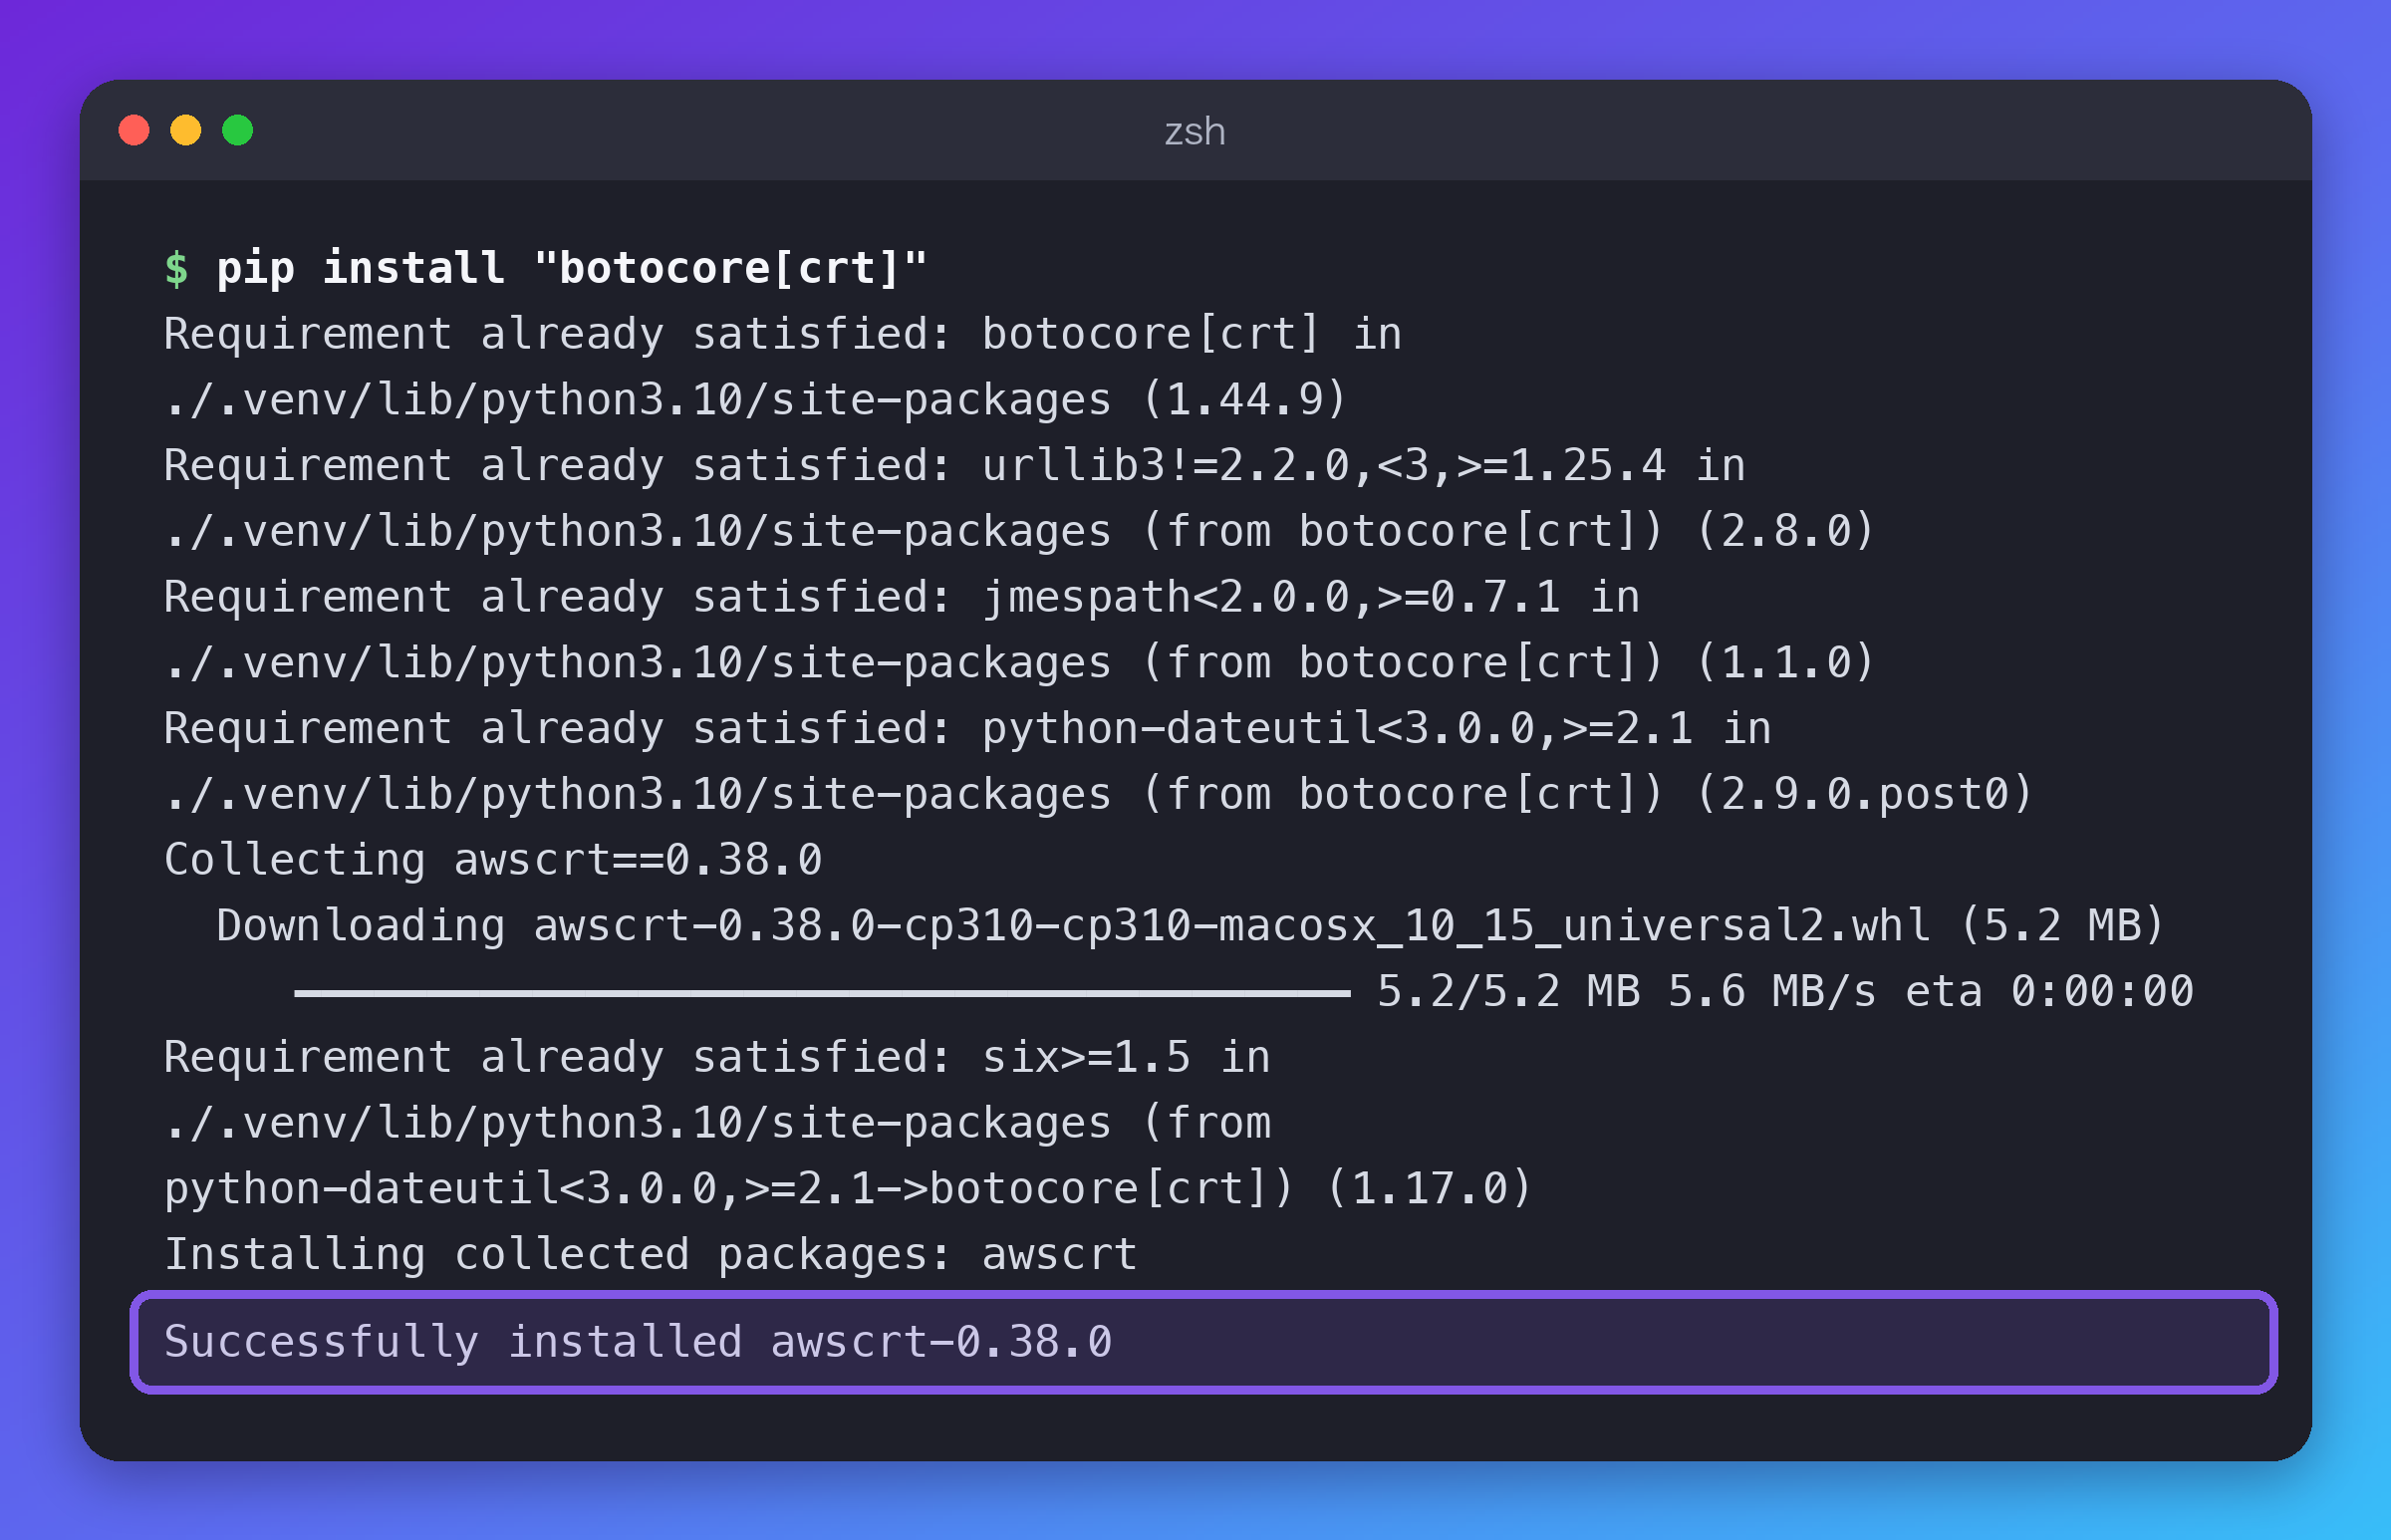 zsh
$ pip install "botocore[crt]"
Requirement already satisfied: botocore[crt] in
./.venv/lib/python3.10/site-packages (1.44.9)
Requirement already satisfied: urllib3!=2.2.0,<3,>=1.25.4 in
./.venv/lib/python3.10/site-packages (from botocore[crt]) (2.8.0)
Requirement already satisfied: jmespath<2.0.0,>=0.7.1 in
./.venv/lib/python3.10/site-packages (from botocore[crt]) (1.1.0)
Requirement already satisfied: python-dateutil<3.0.0,>=2.1 in
./.venv/lib/python3.10/site-packages (from botocore[crt]) (2.9.0.post0)
Collecting awscrt==0.38.0
  Downloading awscrt-0.38.0-cp310-cp310-macosx_10_15_universal2.whl (5.2 MB)
5.2/5.2 MB 5.6 MB/s eta 0:00:00
Requirement already satisfied: six>=1.5 in
./.venv/lib/python3.10/site-packages (from
python-dateutil<3.0.0,>=2.1->botocore[crt]) (1.17.0)
Installing collected packages: awscrt
Successfully installed awscrt-0.38.0